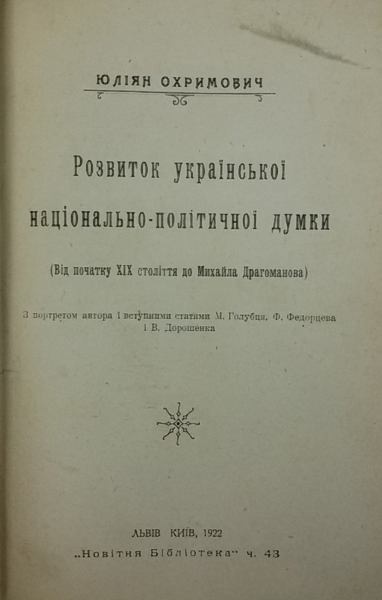 ЮЛІЯН ОХРИМОВИЧ
Розвиток української
національно-політичної думки
(Від початку XIX століття до Михайла Драгоманова)
З портретом автора і вступними статями М. Голубця, Ф. Федорцева
і В. Дорошенка
ЛЬВІВ КИЇВ, 1922
„Новітня Бібліотека“ ч. 43